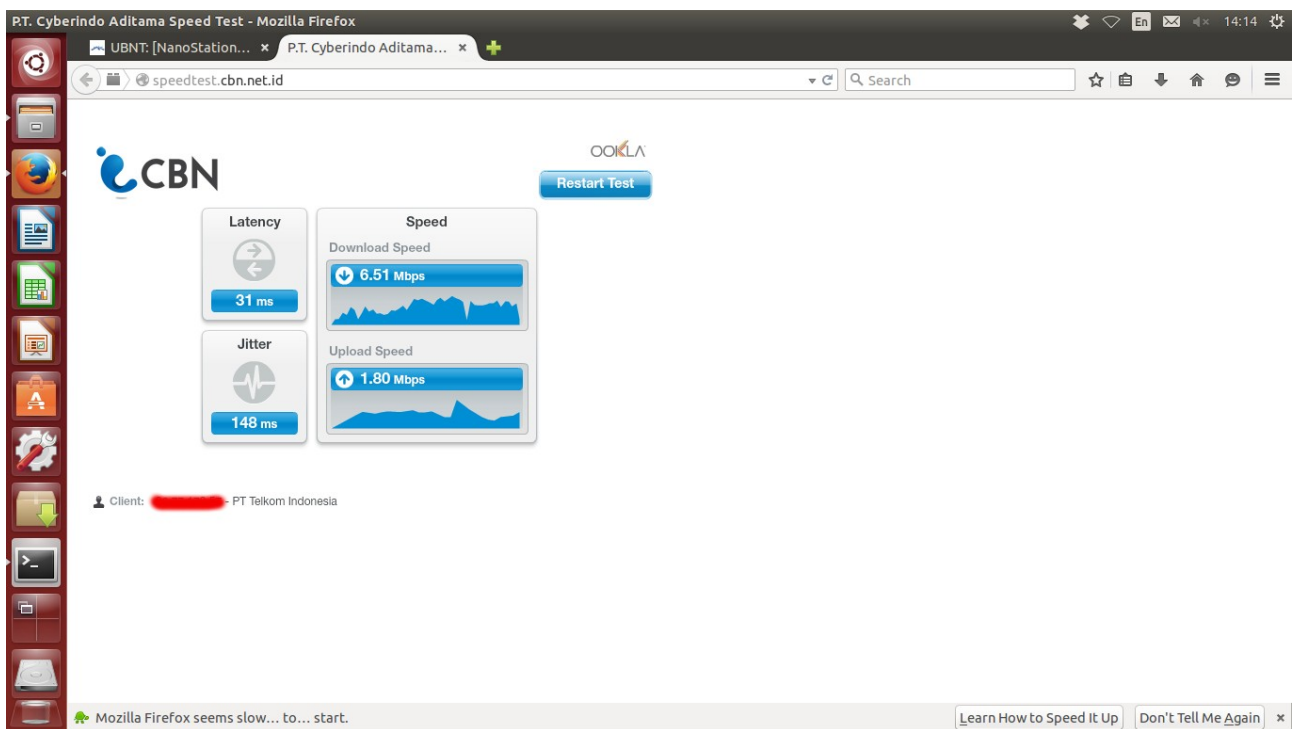 P.T. Cyberindo Aditama Speed Test - Mozilla Firefox
En
14:14
UBNT: [NanoStation...
P.T. Cyberindo Aditama...
speedtest.cbn.net.id
Search
CBN
OOKLA
Restart Test
Latency
31 ms
Jitter
148 ms
Speed
Download Speed
6.51 Mbps
Upload Speed
1.80 Mbps
Client: - PT Telkom Indonesia
Mozilla Firefox seems slow... to... start.
Learn How to Speed It Up
Don't Tell Me Again